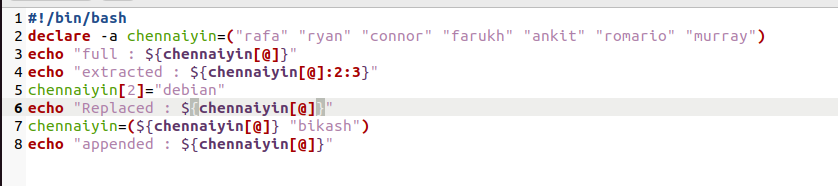 1 #!/bin/bash
2 declare -a chennaiyin=("rafa" "ryan" "connor" "farukh" "ankit" "romario" "murray")
3 echo "full : ${chennaiyin[@]}"
4 echo "extracted : ${chennaiyin[@]:2:3}"
5 chennaiyin[2]="debian"
6 echo "Replaced : ${chennaiyin[@]}"
7 chennaiyin=(${chennaiyin[@]} "bikash")
8 echo "appended : ${chennaiyin[@]}"